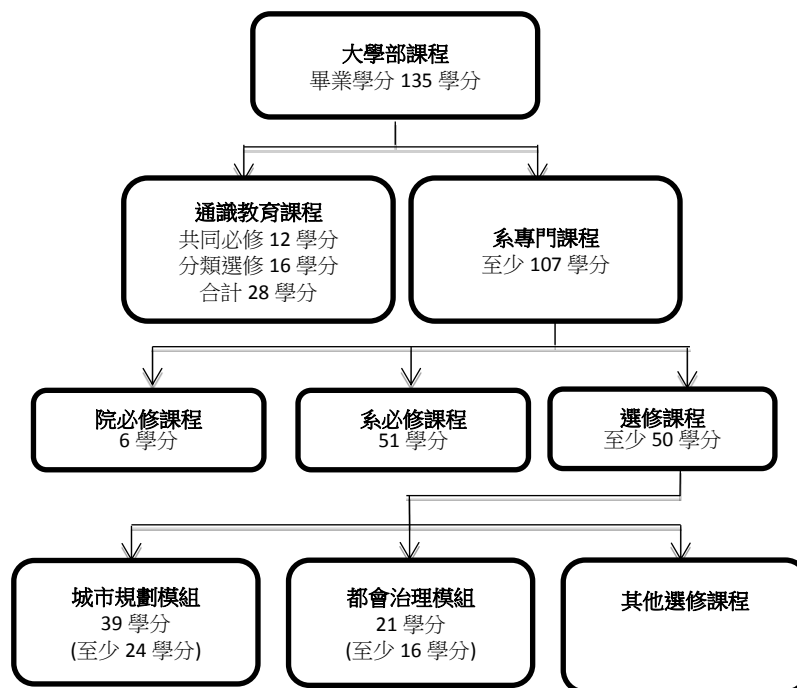 大學部課程
畢業學分 135 學分
通識教育課程
共同必修 12 學分
分類選修 16 學分
合計 28 學分
系專門課程
至少 107 學分
院必修課程
6 學分
系必修課程
51 學分
選修課程
至少 50 學分
城市規劃模組
39 學分
(至少 24 學分)
都會治理模組
21 學分
(至少 16 學分)
其他選修課程